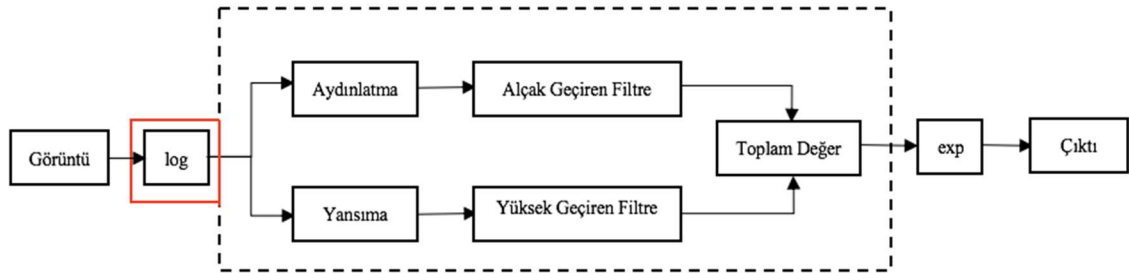 Görüntü
log
Aydınlatma
Alçak Geçiren Filtre
Yansıma
Yüksek Geçiren Filtre
Toplam Değer
exp
Çıktı